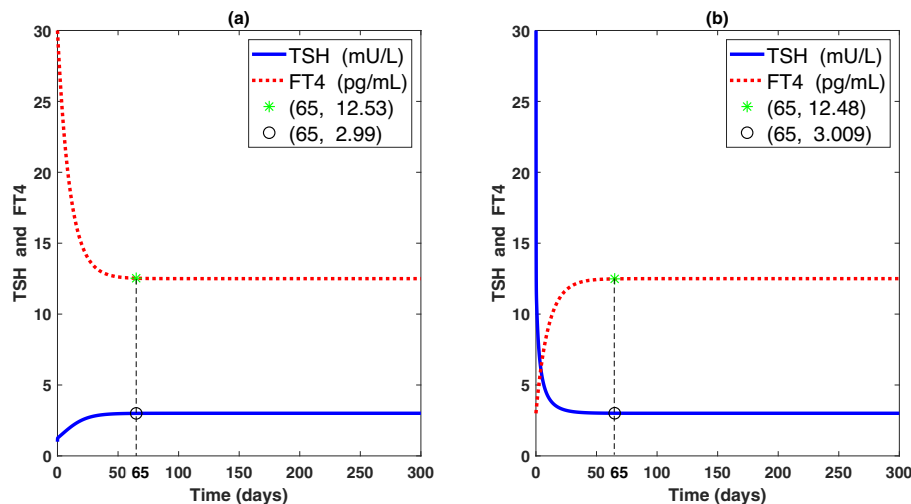 (a)
30
25
20
15
10
5
0
TSH and FT4
TSH (mU/L)
FT4 (pg/mL)
(65, 12.53)
(65, 2.99)
0 50 65 100 150 200 250 300
Time (days)
(b)
30
25
20
15
10
5
0
TSH and FT4
TSH (mU/L)
FT4 (pg/mL)
(65, 12.48)
(65, 3.009)
0 50 65 100 150 200 250 300
Time (days)